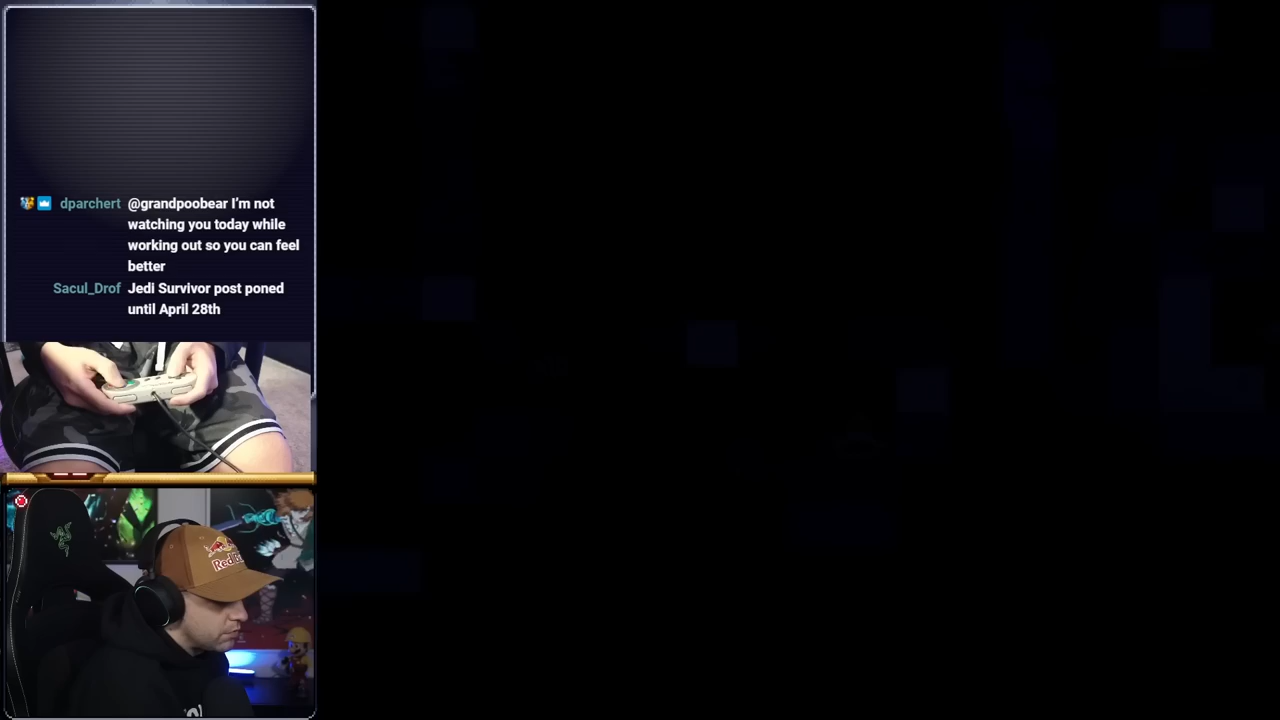 dparchert @grandpoobear I'm not
watching you today while
working out so you can feel
better
Sacul_Drof Jedi Survivor post poned
until April 28th
Red Bull